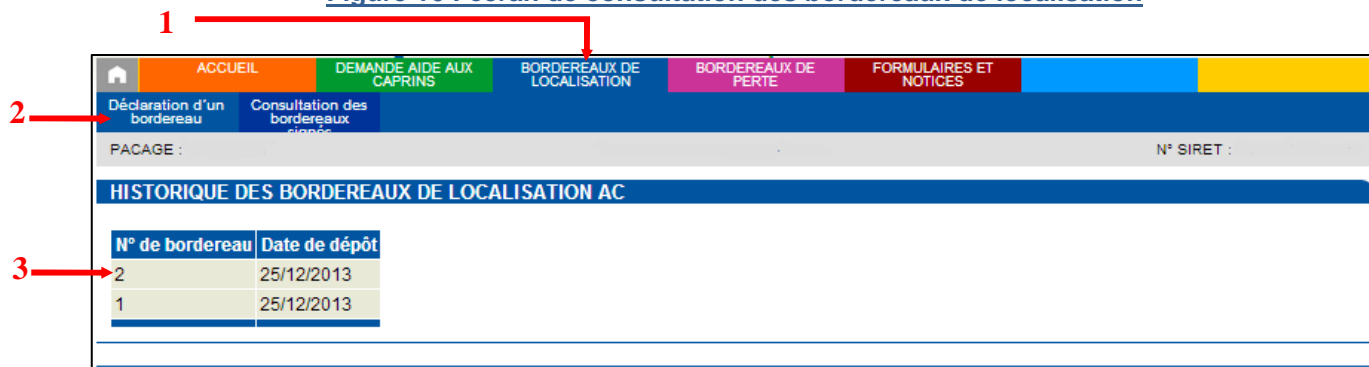 1
ACCUEIL
DEMANDE AIDE AUX CAPRINS
BORDEREAUX DE LOCALISATION
BORDEREAUX DE PERTE
FORMULAIRES ET NOTICES
2
Déclaration d'un bordereau
Consultation des bordereaux signés
PACAGE :
N° SIRET :
HISTORIQUE DES BORDEREAUX DE LOCALISATION AC
N° de bordereau Date de dépôt
3
2 25/12/2013
1 25/12/2013